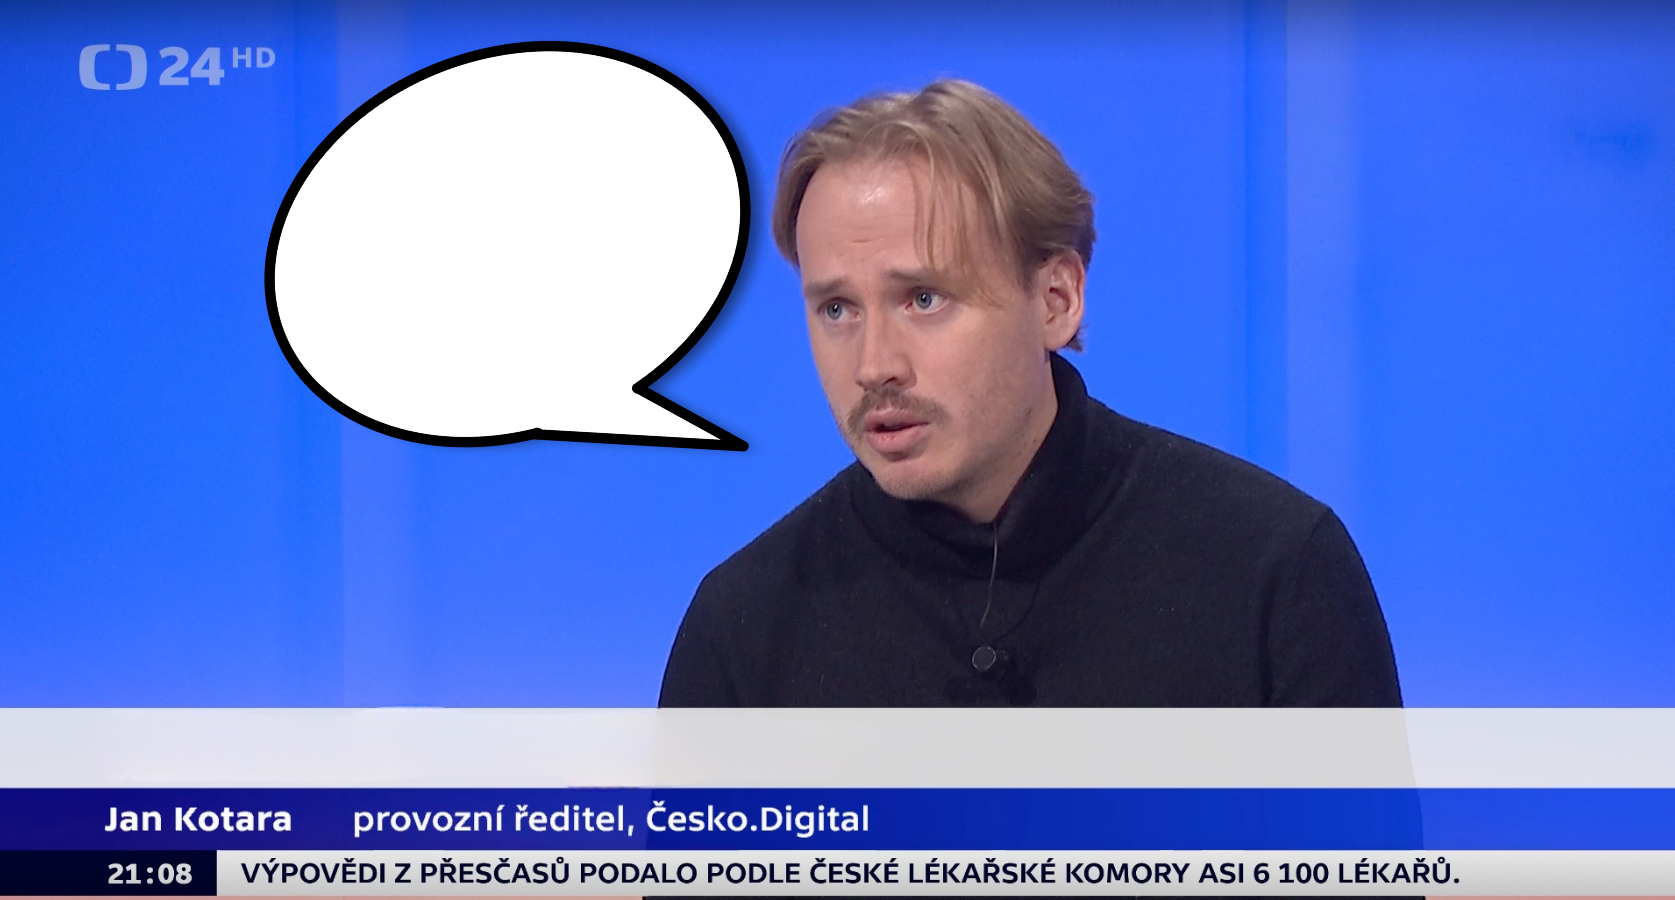 24 HD
Jan Kotara provozní ředitel, Česko.Digital
21:08 VÝPOVĚDI Z PŘESČASŮ PODALO PODLE ČESKÉ LÉKAŘSKÉ KOMORY ASI 6 100 LÉKAŘŮ.